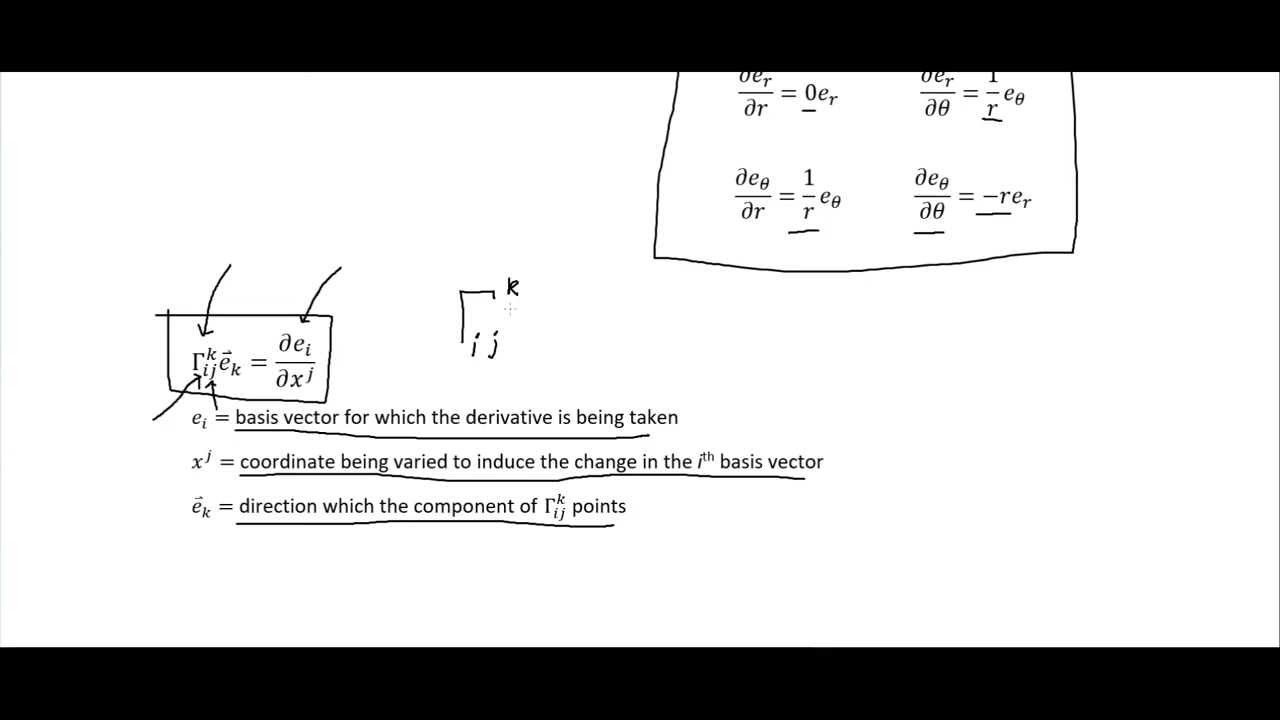 ∂e_r/∂r = 0e_r    ∂e_r/∂θ = 1/r e_θ
∂e_θ/∂r = 1/r e_θ    ∂e_θ/∂θ = −re_r
Γ^k_ij
Γ^k_ij e⃗_k = ∂e_i/∂x^j
e_i = basis vector for which the derivative is being taken
x^j = coordinate being varied to induce the change in the i^th basis vector
e⃗_k = direction which the component of Γ^k_ij points